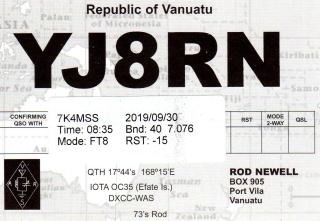 Republic of Vanuatu
YJ8RN
CONFIRMING QSO WITH
7K4MSS 2019/09/30
Time: 08:35 Bnd: 40 7.076
Mode: FT8 RST: -15
RST MODE 2-WAY QSL
QTH 17°44's 168º15'E
IOTA OC35 (Efate Is.)
DXCC-WAS
73's Rod
ROD NEWELL
BOX 905
Port Vila
Vanuatu